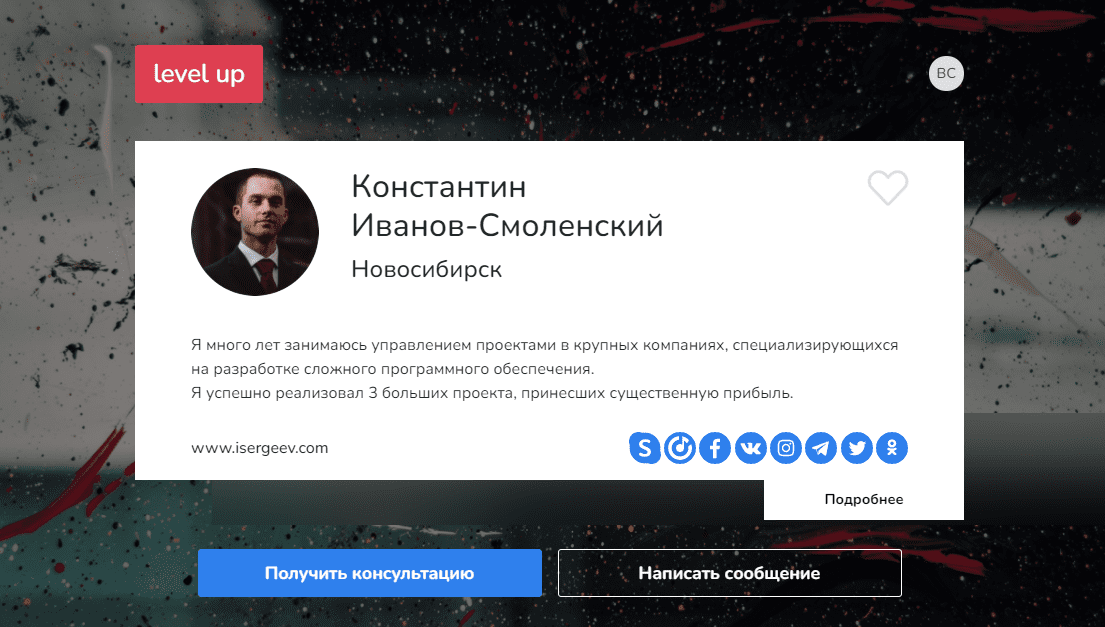 level up
ВС
Константин
Иванов-Смоленский
Новосибирск
Я много лет занимаюсь управлением проектами в крупных компаниях, специализирующихся
на разработке сложного программного обеспечения.
Я успешно реализовал 3 больших проекта, принесших существенную прибыль.
www.isergeev.com
Подробнее
Получить консультацию
Написать сообщение